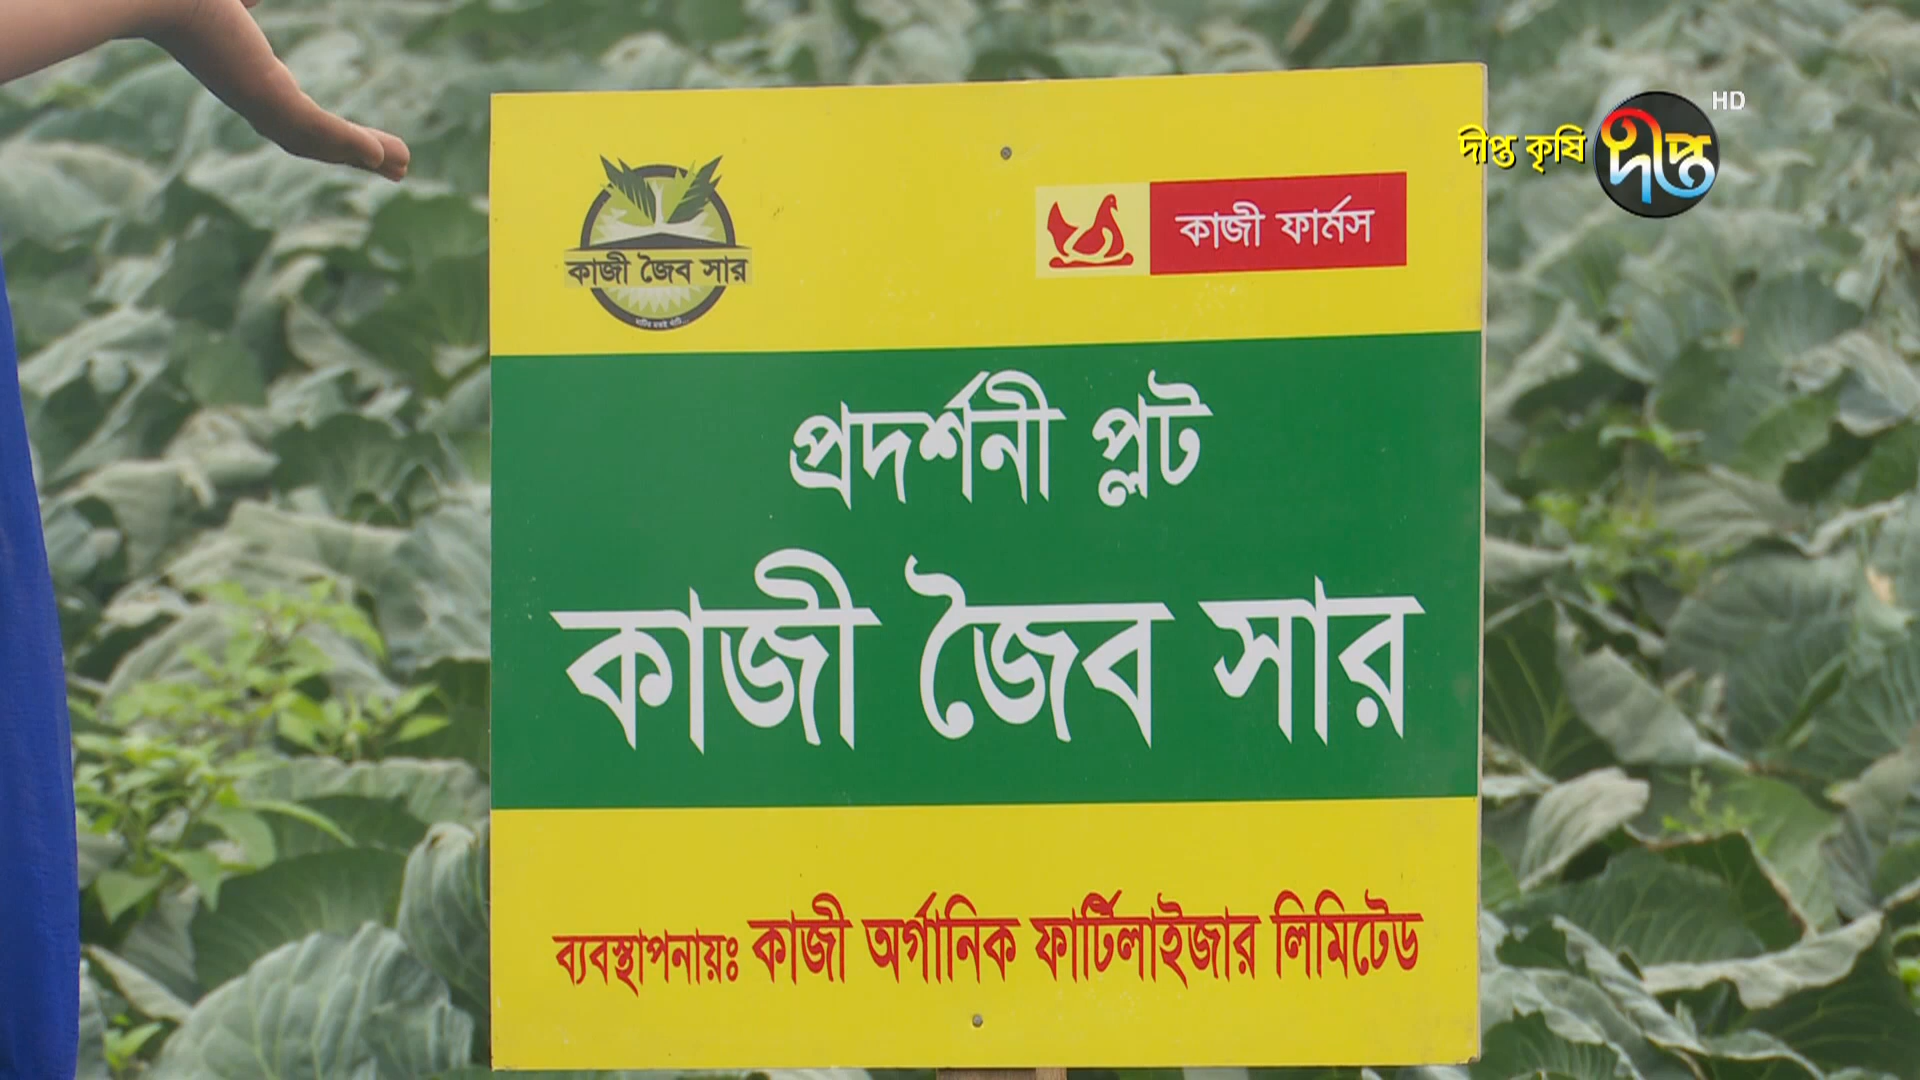 HD
দীপ্ত কৃষি
দীপ্ত
কাজী ফার্মস
কাজী জৈব সার
প্রদর্শনী প্লট
কাজী জৈব সার
ব্যবস্থাপনায়ঃ কাজী অর্গানিক ফার্টিলাইজার লিমিটেড